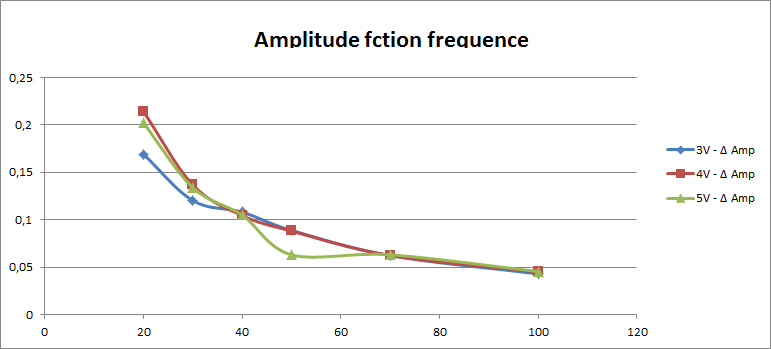 Amplitude fction frequence
0,25
0,2
0,15
0,1
0,05
0
0 20 40 60 80 100 120
3V - Δ Amp
4V - Δ Amp
5V - Δ Amp